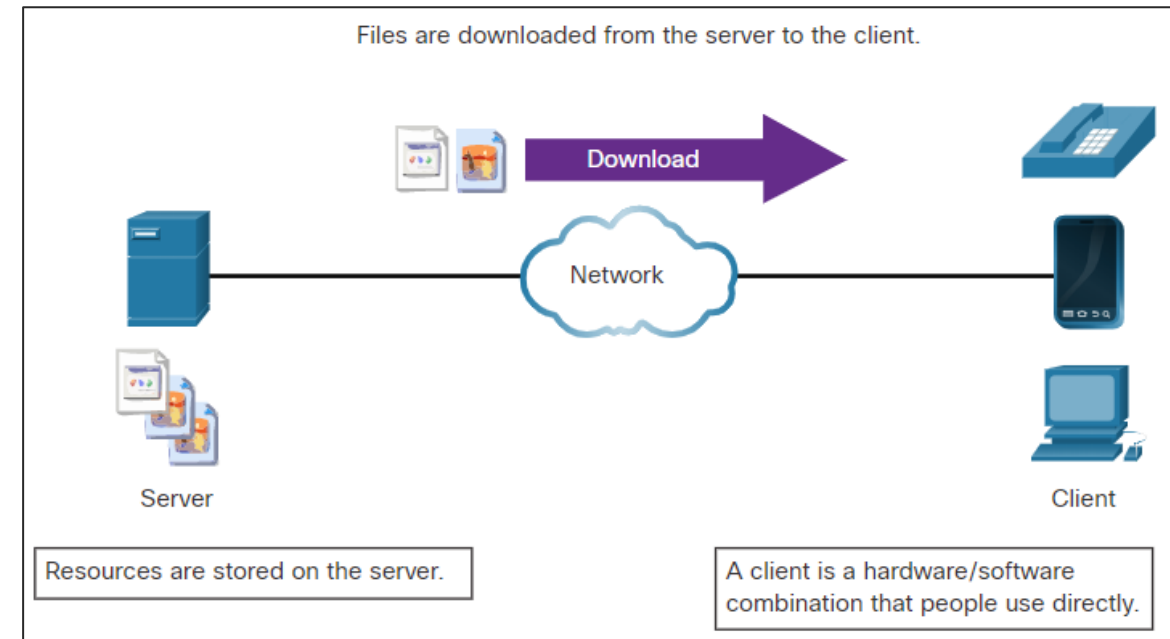 Files are downloaded from the server to the client.
Download
Network
Server
Client
Resources are stored on the server.
A client is a hardware/software
combination that people use directly.